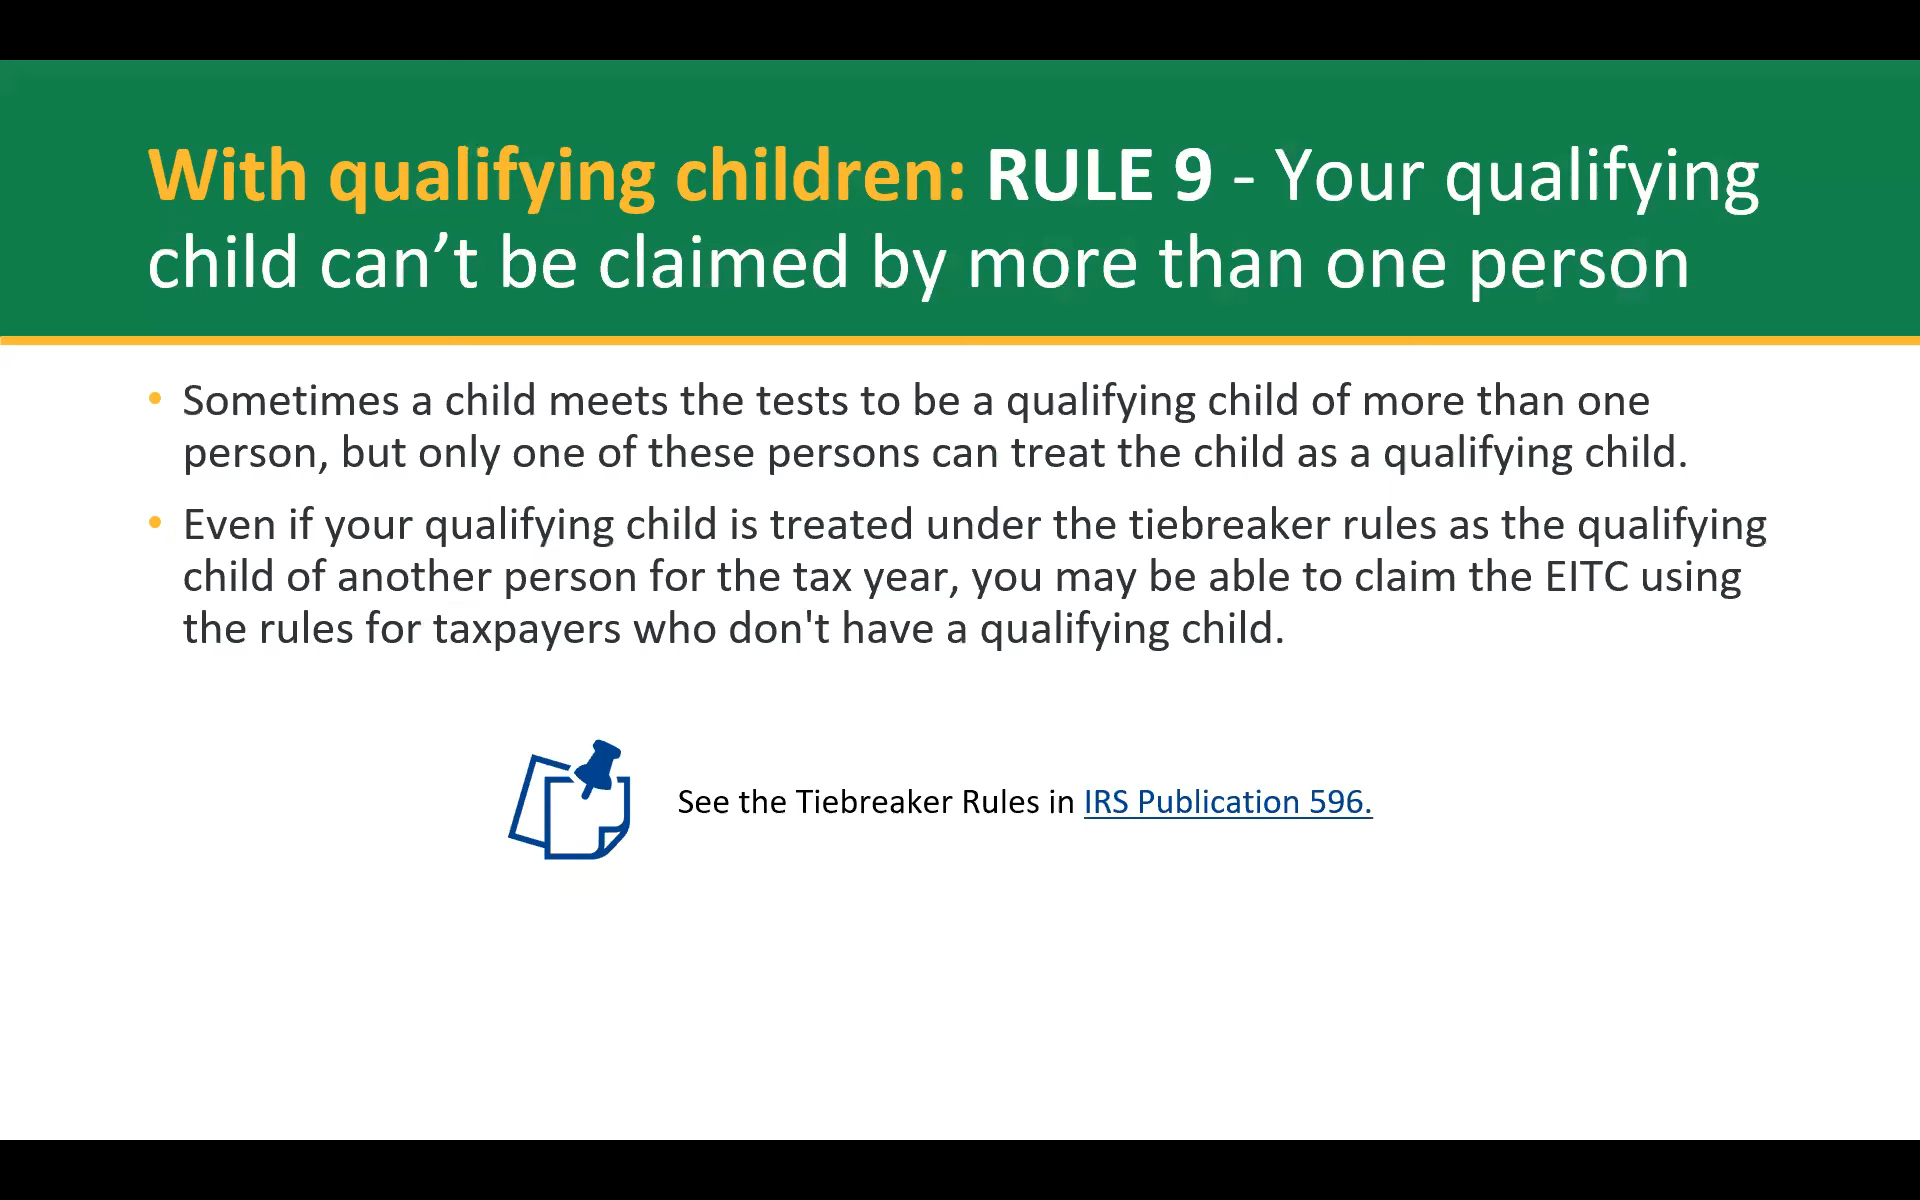 With qualifying children: RULE 9 - Your qualifying
child can’t be claimed by more than one person
• Sometimes a child meets the tests to be a qualifying child of more than one
person, but only one of these persons can treat the child as a qualifying child.
• Even if your qualifying child is treated under the tiebreaker rules as the qualifying
child of another person for the tax year, you may be able to claim the EITC using
the rules for taxpayers who don't have a qualifying child.
See the Tiebreaker Rules in IRS Publication 596.